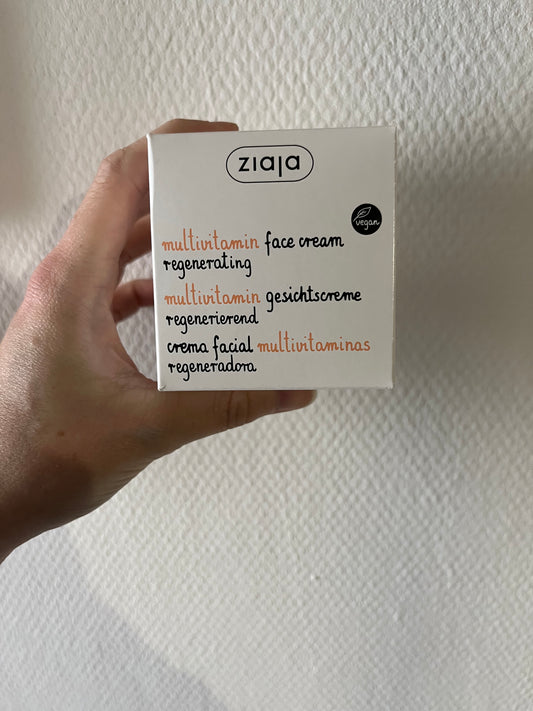 ziaja
vegan
multivitamin face cream
regenerating
multivitamin gesichtscreme
regenerierend
crema facial multivitaminas
regeneradora